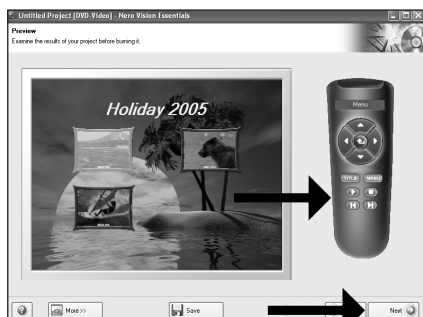 Untitled Project [DVD-Video] - Nero Vision Essentials
Preview
Examine the results of your project before burning it.
Holiday 2005
Menu
TITLE MENU
More >>
Save
Next